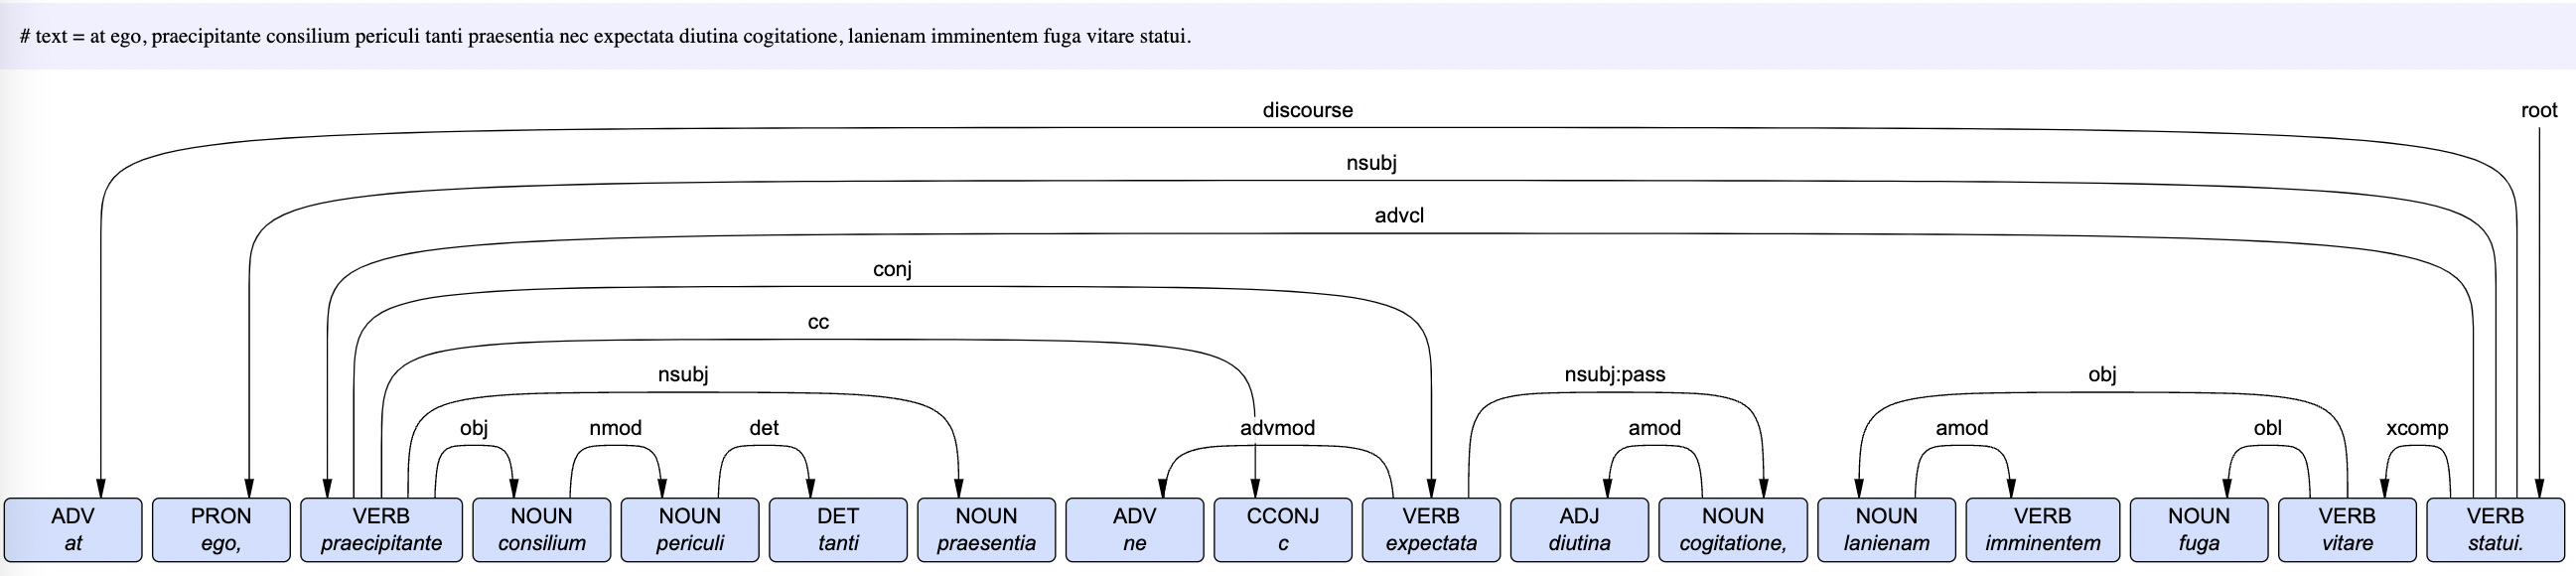 # text = at ego, praecipitante consilium periculi tanti praesentia nec expectata diutina cogitatione, lanienam imminentem fuga vitare statui.
discourse root
nsubj
advcl
conj
cc
nsubj nsubj:pass obj
obj nmod det advmod amod amod obl xcomp
ADV PRON VERB NOUN NOUN DET NOUN ADV CCONJ VERB ADJ NOUN NOUN VERB NOUN VERB VERB
at ego, praecipitante consilium periculi tanti praesentia ne c expectata diutina cogitatione, lanienam imminentem fuga vitare statui.